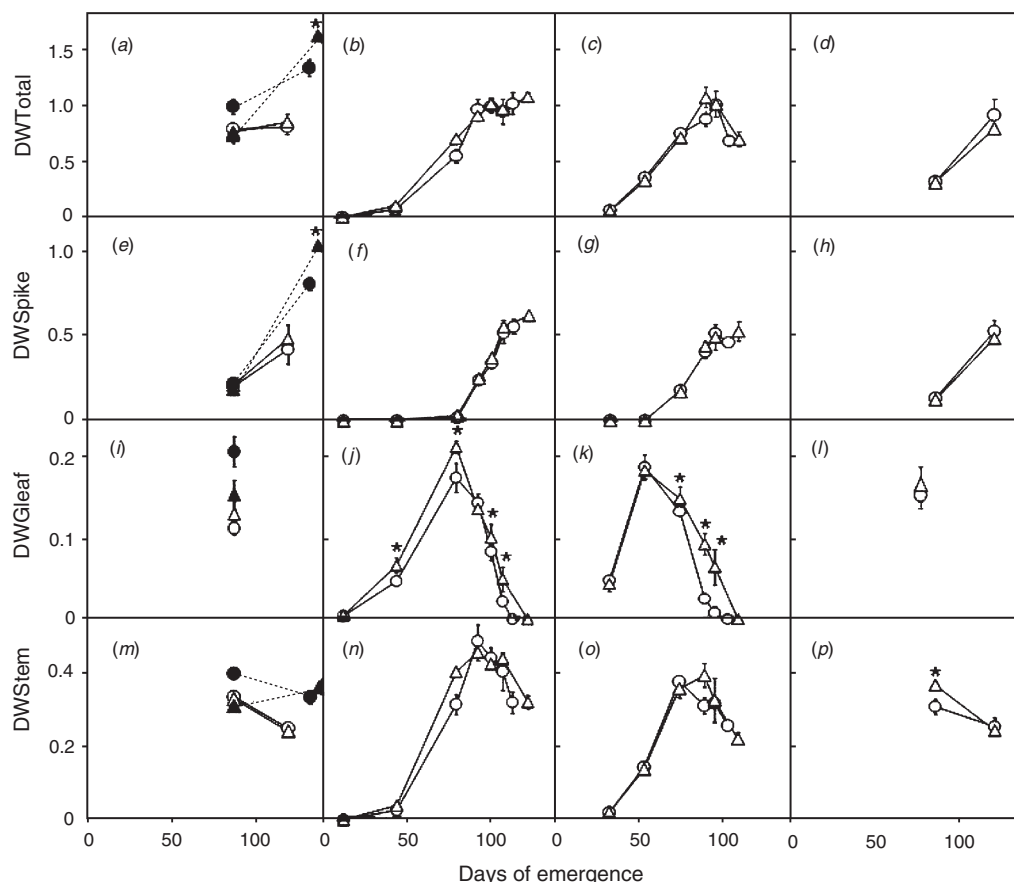 (a) (b) (c) (d)
1.5
1.0
0.5
0
DWTotal
*
(e) (f) (g) (h)
1.0
0.5
0
DWSpike
*
(i) (j) (k) (l)
0.2
0.1
0
DWGleaf
* * * * * * *
(m) (n) (o) (p)
0.4
0.2
0
DWStem
*
0 100 0 50 100 0 50 100 0 100
Days of emergence